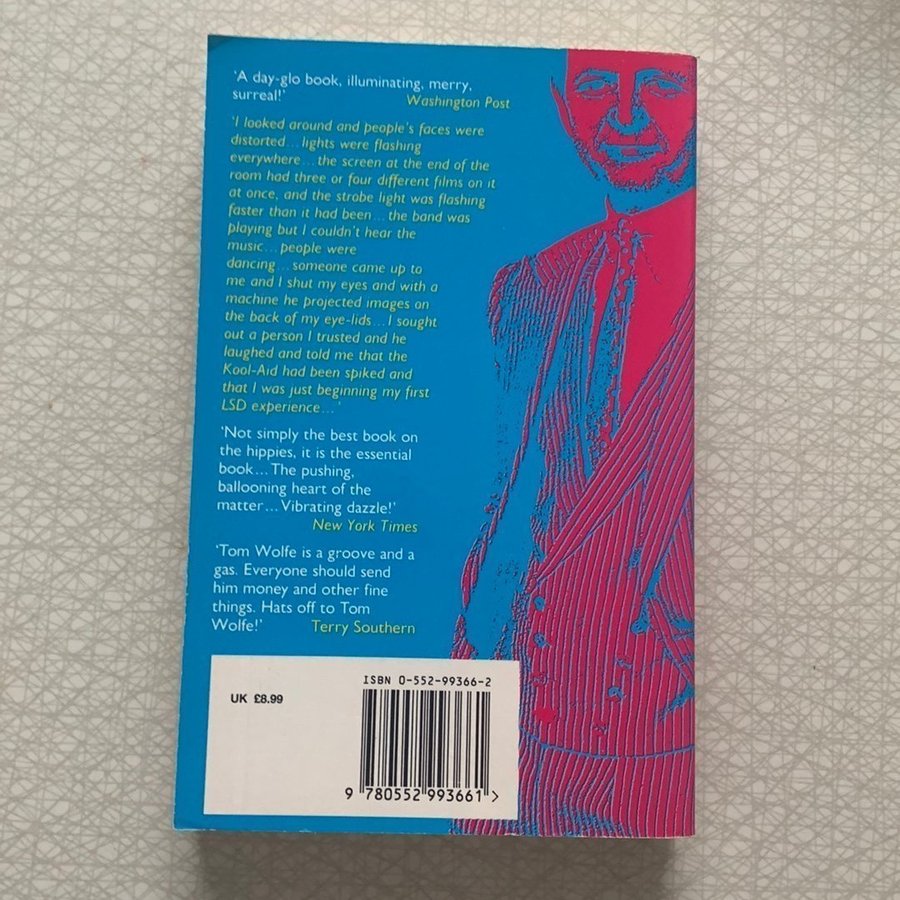 'A day-glo book, illuminating, merry,
surreal!' Washington Post
'I looked around and people's faces were
distorted...lights were flashing
everywhere...the screen at the end of the
room had three or four different films on it
at once, and the strobe light was flashing
faster than it had been...the band was
playing but I couldn't hear the
music...people were
dancing...someone came up to
me and I shut my eyes and with a
machine he projected images on
the back of my eye-lids...I sought
out a person I trusted and he
laughed and told me that the
Kool-Aid had been spiked and
that I was just beginning my first
LSD experience...'
'Not simply the best book on
the hippies, it is the essential
book...The pushing,
ballooning heart of the
matter...Vibrating dazzle!'
New York Times
'Tom Wolfe is a groove and a
gas. Everyone should send
him money and other fine
things. Hats off to Tom
Wolfe!' Terry Southern
ISBN 0-552-99366-2
UK £8.99
9 780552 993661 >